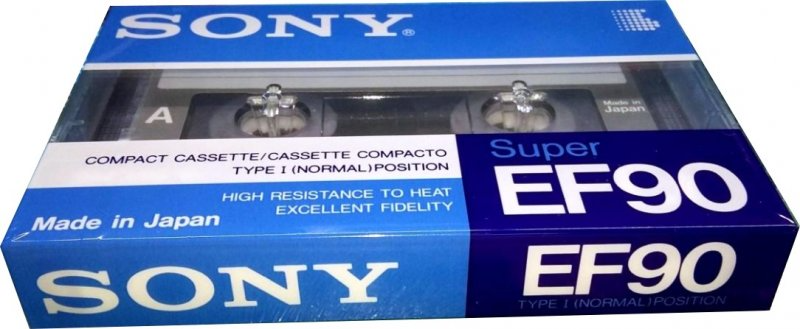 SONY®
A
Made in
Japan
COMPACT CASSETTE/CASSETTE COMPACTO
TYPE I (NORMAL) POSITION
HIGH RESISTANCE TO HEAT
EXCELLENT FIDELITY
Made in Japan
Super
EF90
SONY
EF90
TYPE I (NORMAL) POSITION